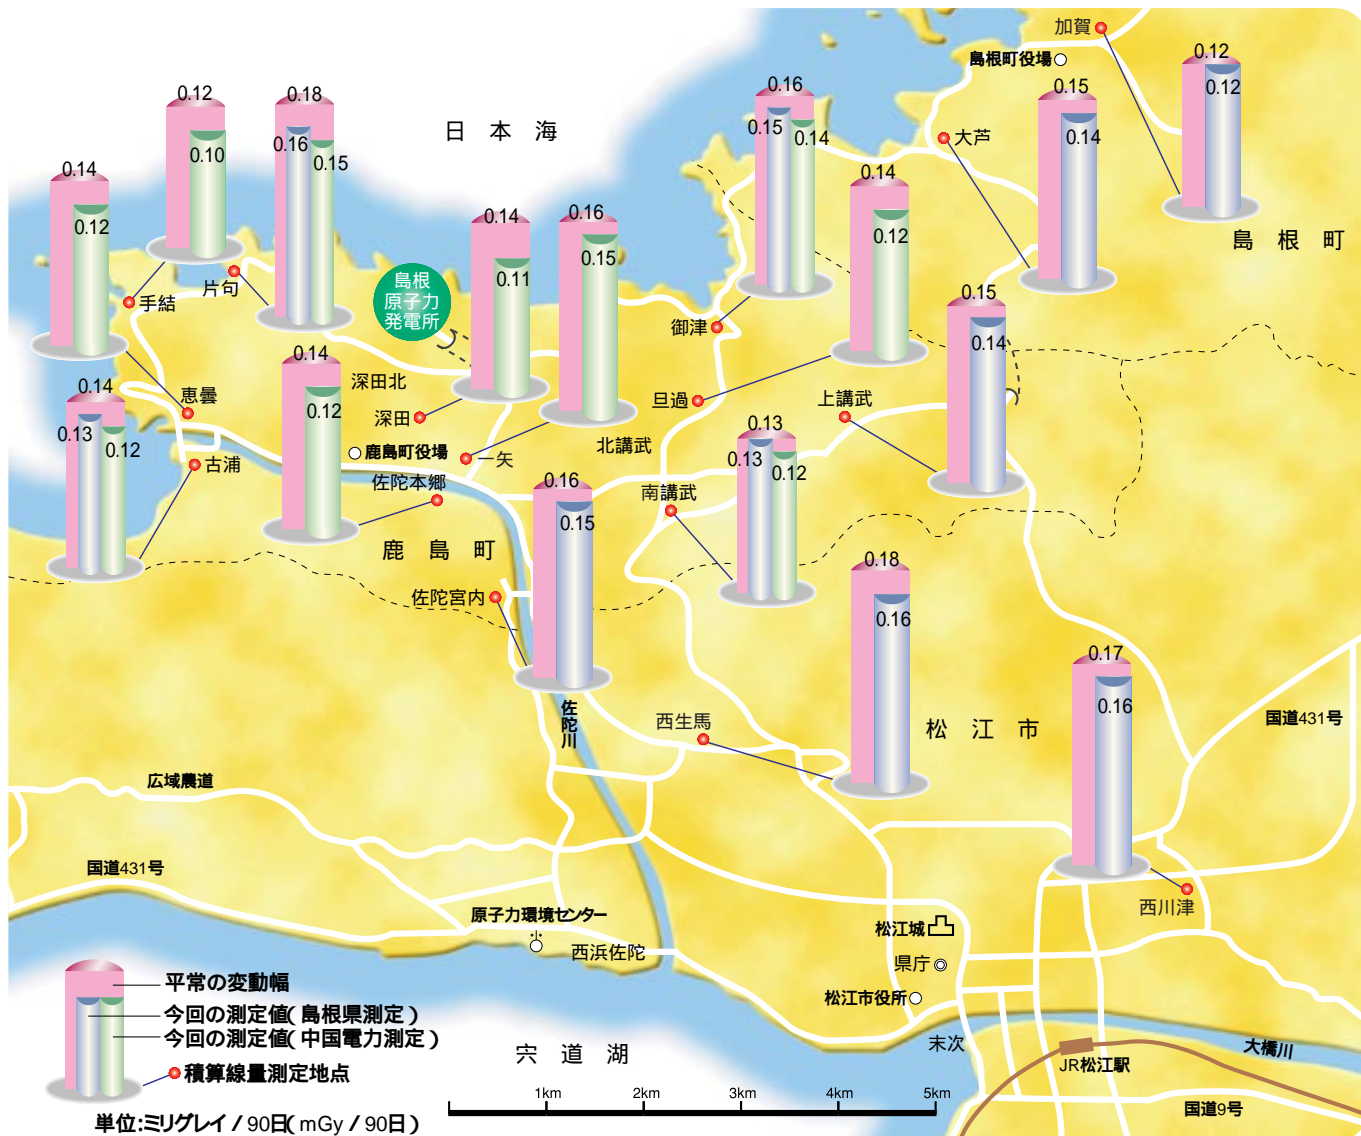 加賀
島根町役場
0.12
0.12
0.15
0.14
大芦
0.16
0.15
0.14
0.12
0.10
0.18
0.16
0.15
日本海
0.14
0.12
0.14
0.12
島根町
手結
片句
島根
原子力
発電所
0.14
0.11
0.16
0.15
御津
0.15
0.14
0.14
0.12
深田北
深田
恵曇
0.14
0.13
0.12
古浦
鹿島町役場
一矢
北講武
旦過
上講武
佐陀本郷
南講武
0.13
0.13
0.12
0.16
0.15
鹿島町
佐陀宮内
0.18
0.16
0.17
0.16
佐陀川
西生馬
松江市
国道431号
広域農道
国道431号
原子力環境センター
西浜佐陀
松江城
県庁
松江市役所
西川津
平常の変動幅
今回の測定値(島根県測定)
今回の測定値(中国電力測定)
積算線量測定地点
単位:ミリグレイ / 90日( mGy / 90日)
宍道湖
末次
JR松江駅
大橋川
国道9号
1km
2km
3km
4km
5km